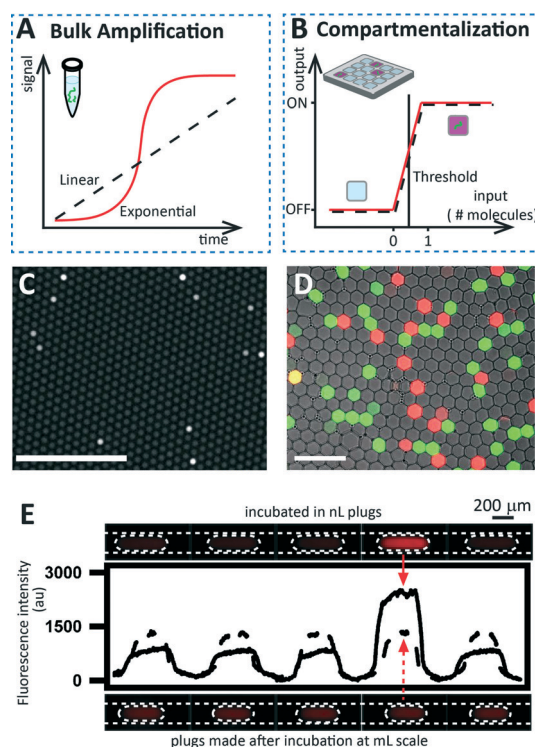 A Bulk Amplification
signal
Linear
Exponential
time
B Compartmentalization
output
ON
OFF
Threshold
input
( # molecules)
0 1
C
D
E
incubated in nL plugs
200 µm
Fluorescence intensity
(au)
3000
1500
0
plugs made after incubation at mL scale